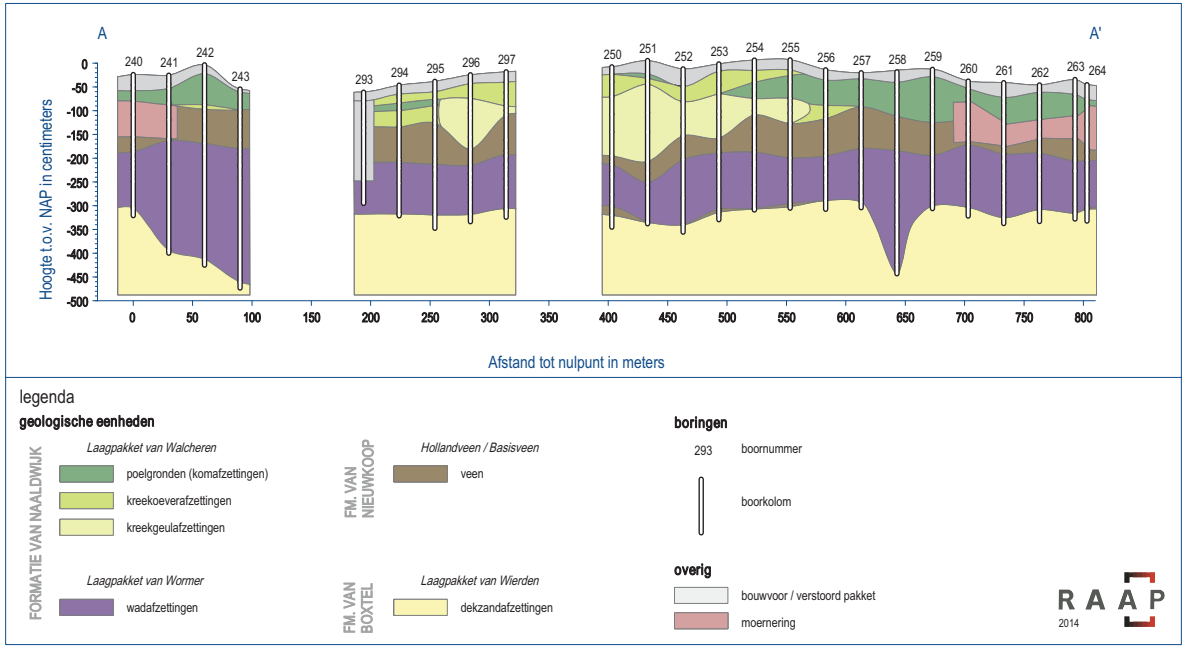 A
A'
240 241 242 243 293 294 295 296 297 250 251 252 253 254 255 256 257 258 259 260 261 262 263 264
Hoogte t.o.v. NAP in centimeters
0
-50
-100
-150
-200
-250
-300
-350
-400
-450
-500
0 50 100 150 200 250 300 350 400 450 500 550 600 650 700 750 800
Afstand tot nulpunt in meters
legenda
geologische eenheden
FORMATIE VAN NAALDWIJK
Laagpakket van Walcheren
poelgronden (komafzettingen)
kreekoeverafzettingen
kreekgeulafzettingen
Laagpakket van Wormer
wadafzettingen
FM. VAN
NIEUWKOOP
Hollandveen / Basisveen
veen
FM. VAN
BOXTEL
Laagpakket van Wierden
dekzandafzettingen
boringen
293 boornummer
boorkolom
overig
bouwvoor / verstoord pakket
moernering
RAAP
2014